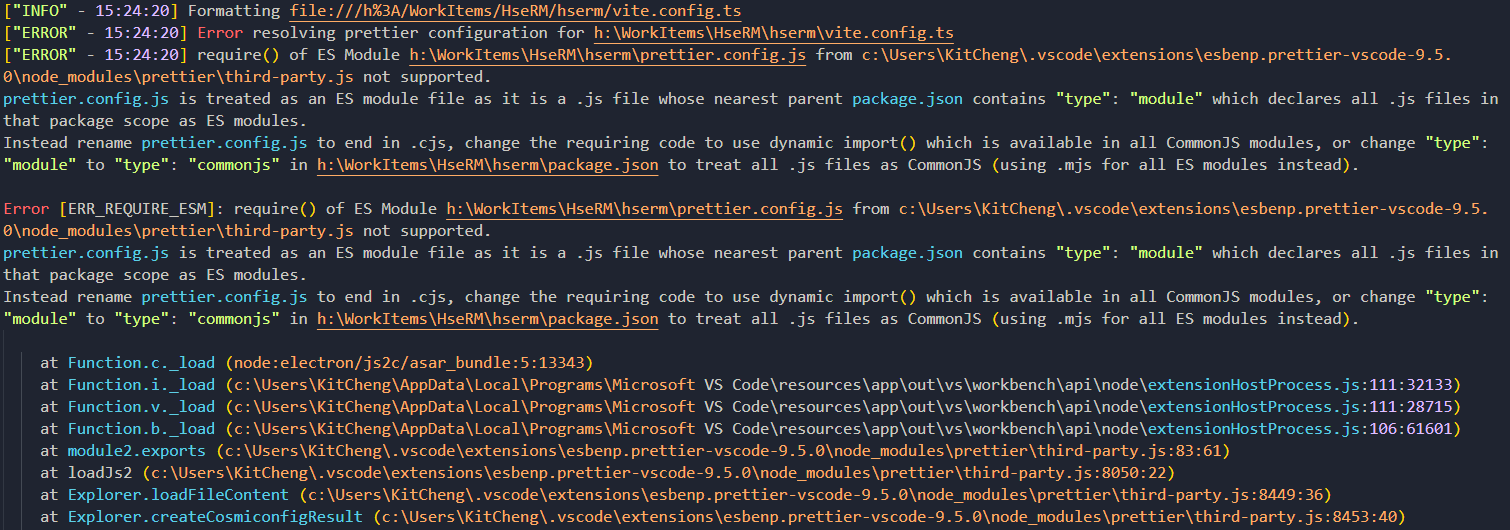 ["INFO" - 15:24:20] Formatting file:///h%3A/WorkItems/HseRM/hserm/vite.config.ts
["ERROR" - 15:24:20] Error resolving prettier configuration for h:\WorkItems\HseRM\hserm\vite.config.ts
["ERROR" - 15:24:20] require() of ES Module h:\WorkItems\HseRM\hserm\prettier.config.js from c:\Users\KitCheng\.vscode\extensions\esbenp.prettier-vscode-9.5.
0\node_modules\prettier\third-party.js not supported.
prettier.config.js is treated as an ES module file as it is a .js file whose nearest parent package.json contains "type": "module" which declares all .js files in
that package scope as ES modules.
Instead rename prettier.config.js to end in .cjs, change the requiring code to use dynamic import() which is available in all CommonJS modules, or change "type":
"module" to "type": "commonjs" in h:\WorkItems\HseRM\hserm\package.json to treat all .js files as CommonJS (using .mjs for all ES modules instead).
Error [ERR_REQUIRE_ESM]: require() of ES Module h:\WorkItems\HseRM\hserm\prettier.config.js from c:\Users\KitCheng\.vscode\extensions\esbenp.prettier-vscode-9.5.
0\node_modules\prettier\third-party.js not supported.
prettier.config.js is treated as an ES module file as it is a .js file whose nearest parent package.json contains "type": "module" which declares all .js files in
that package scope as ES modules.
Instead rename prettier.config.js to end in .cjs, change the requiring code to use dynamic import() which is available in all CommonJS modules, or change "type":
"module" to "type": "commonjs" in h:\WorkItems\HseRM\hserm\package.json to treat all .js files as CommonJS (using .mjs for all ES modules instead).
at Function.c._load (node:electron/js2c/asar_bundle:5:13343)
at Function.i._load (c:\Users\KitCheng\AppData\Local\Programs\Microsoft VS Code\resources\app\out\vs\workbench\api\node\extensionHostProcess.js:111:32133)
at Function.v._load (c:\Users\KitCheng\AppData\Local\Programs\Microsoft VS Code\resources\app\out\vs\workbench\api\node\extensionHostProcess.js:111:28715)
at Function.b._load (c:\Users\KitCheng\AppData\Local\Programs\Microsoft VS Code\resources\app\out\vs\workbench\api\node\extensionHostProcess.js:106:61601)
at module2.exports (c:\Users\KitCheng\.vscode\extensions\esbenp.prettier-vscode-9.5.0\node_modules\prettier\third-party.js:83:61)
at loadJs2 (c:\Users\KitCheng\.vscode\extensions\esbenp.prettier-vscode-9.5.0\node_modules\prettier\third-party.js:8050:22)
at Explorer.loadFileContent (c:\Users\KitCheng\.vscode\extensions\esbenp.prettier-vscode-9.5.0\node_modules\prettier\third-party.js:8449:36)
at Explorer.createCosmiconfigResult (c:\Users\KitCheng\.vscode\extensions\esbenp.prettier-vscode-9.5.0\node_modules\prettier\third-party.js:8453:40)